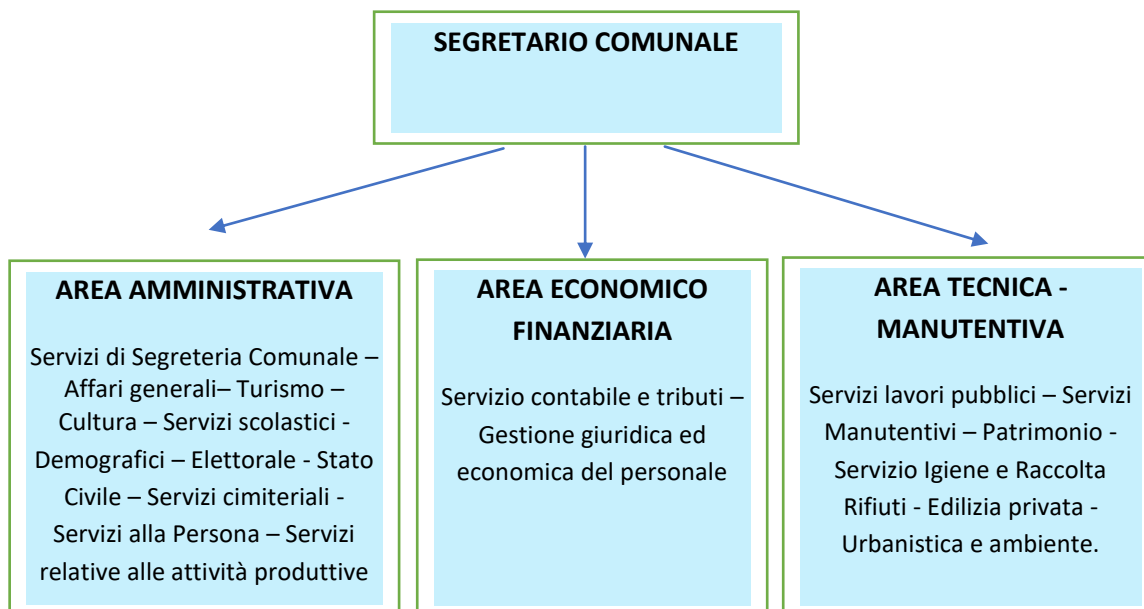 SEGRETARIO COMUNALE
AREA AMMINISTRATIVA
Servizi di Segreteria Comunale –
Affari generali– Turismo –
Cultura – Servizi scolastici -
Demografici – Elettorale - Stato
Civile – Servizi cimiteriali -
Servizi alla Persona – Servizi
relative alle attività produttive
AREA ECONOMICO
FINANZIARIA
Servizio contabile e tributi –
Gestione giuridica ed
economica del personale
AREA TECNICA -
MANUTENTIVA
Servizi lavori pubblici – Servizi
Manutentivi – Patrimonio -
Servizio Igiene e Raccolta
Rifiuti - Edilizia privata -
Urbanistica e ambiente.